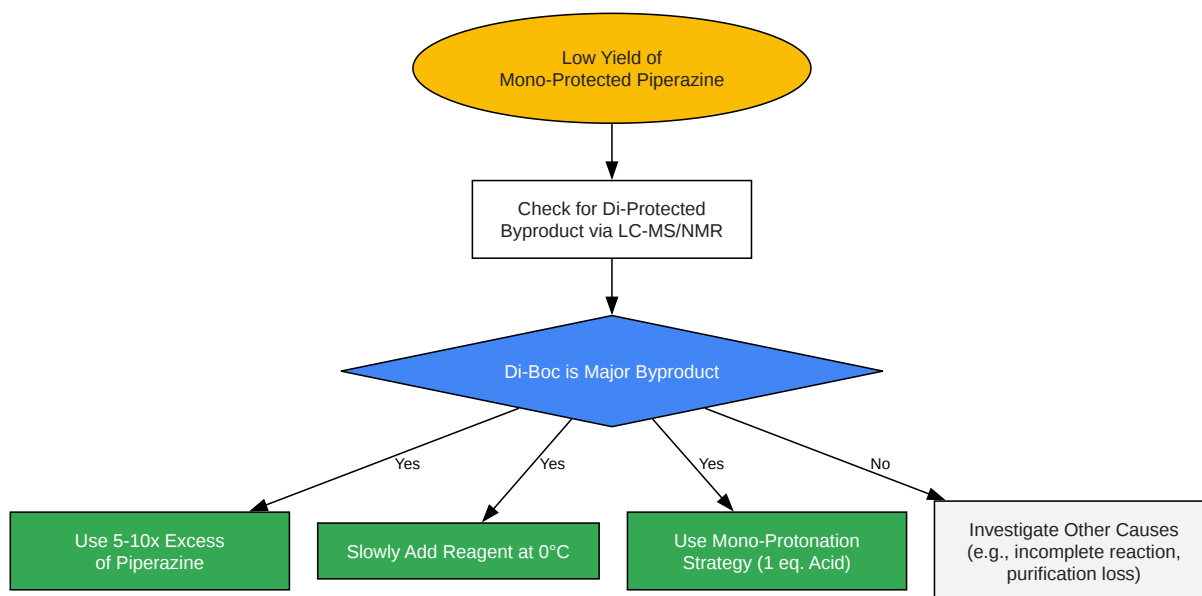 Low Yield of
Mono-Protected Piperazine
Check for Di-Protected
Byproduct via LC-MS/NMR
Di-Boc is Major Byproduct
Yes
Yes
Yes
No
Use 5-10x Excess
of Piperazine
Slowly Add Reagent at 0°C
Use Mono-Protonation
Strategy (1 eq. Acid)
Investigate Other Causes
(e.g., incomplete reaction,
purification loss)